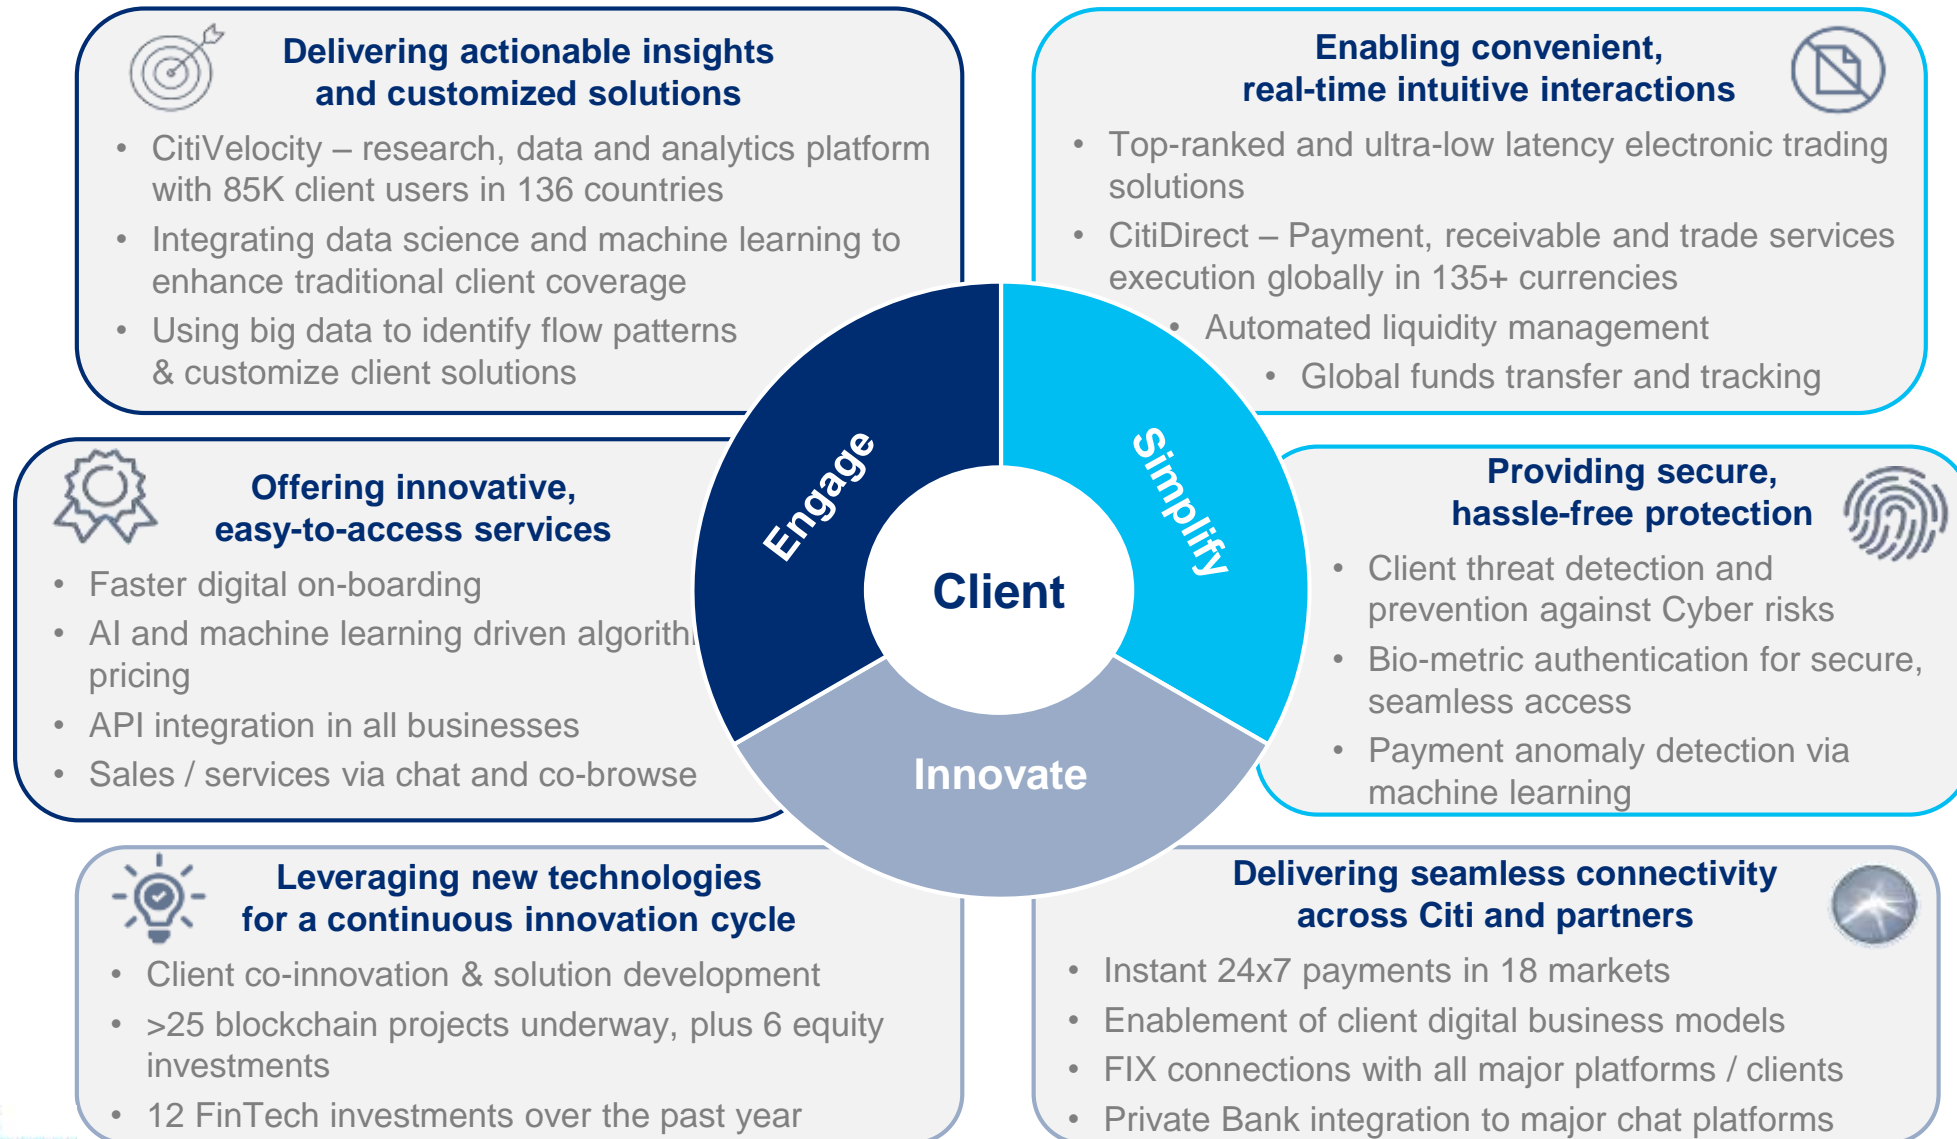 Delivering actionable insights
and customized solutions
• CitiVelocity – research, data and analytics platform
with 85K client users in 136 countries
• Integrating data science and machine learning to
enhance traditional client coverage
• Using big data to identify flow patterns
& customize client solutions
Enabling convenient,
real-time intuitive interactions
• Top-ranked and ultra-low latency electronic trading
solutions
• CitiDirect – Payment, receivable and trade services
execution globally in 135+ currencies
• Automated liquidity management
• Global funds transfer and tracking
Offering innovative,
easy-to-access services
• Faster digital on-boarding
• AI and machine learning driven
pricing
• API integration in all businesses
• Sales / services via chat and co-browse
Engage
Simplify
Client
Innovate
Providing secure,
hassle-free protection
• Client threat detection and
prevention against Cyber risks
• Bio-metric authentication for secure,
seamless access
• Payment anomaly detection via
machine learning
Leveraging new technologies
for a continuous innovation cycle
• Client co-innovation & solution development
• >25 blockchain projects underway, plus 6 equity
investments
• 12 FinTech investments over the past year
Delivering seamless connectivity
across Citi and partners
• Instant 24x7 payments in 18 markets
• Enablement of client digital business models
• FIX connections with all major platforms / clients
• Private Bank integration to major chat platforms